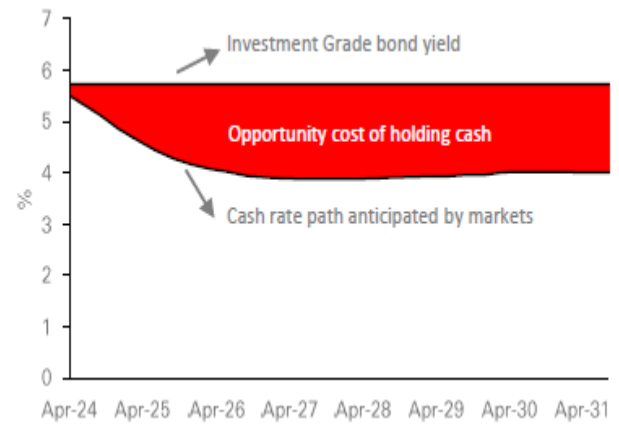 7
Investment Grade bond yield
6
5
Opportunity cost of holding cash
4
%
Cash rate path anticipated by markets
3
2
1
0
Apr-24 Apr-25 Apr-26 Apr-27 Apr-28 Apr-29 Apr-30 Apr-31